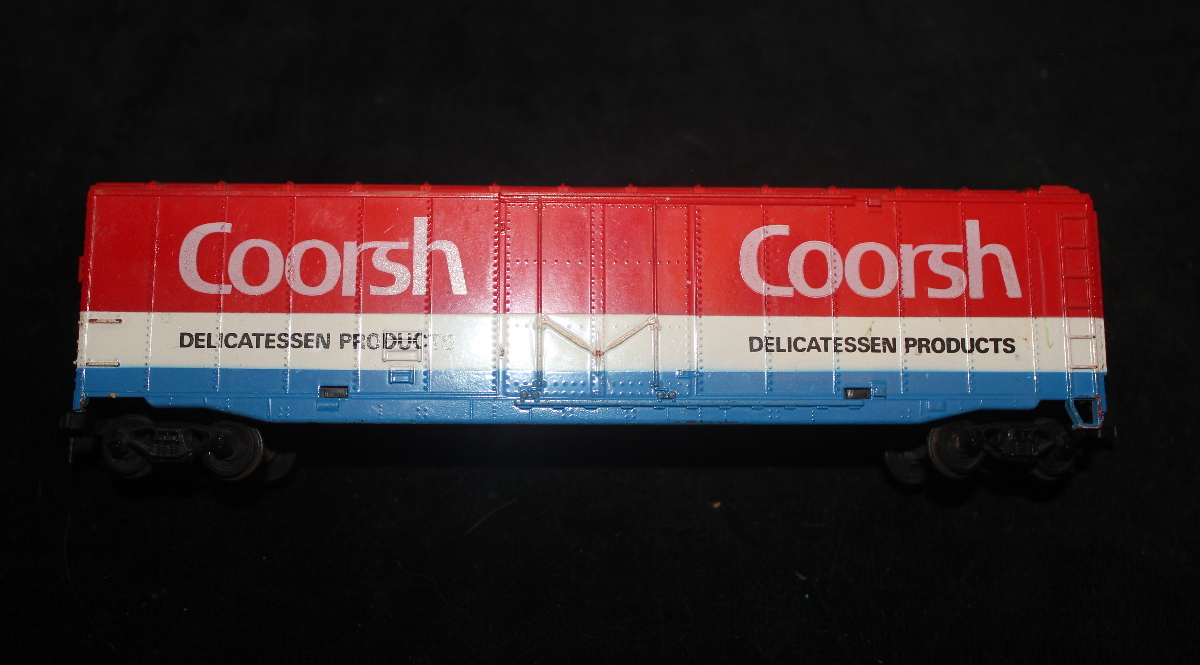 Coorsh
DELICATESSEN PRODUCTS
Coorsh
DELICATESSEN PRODUCTS